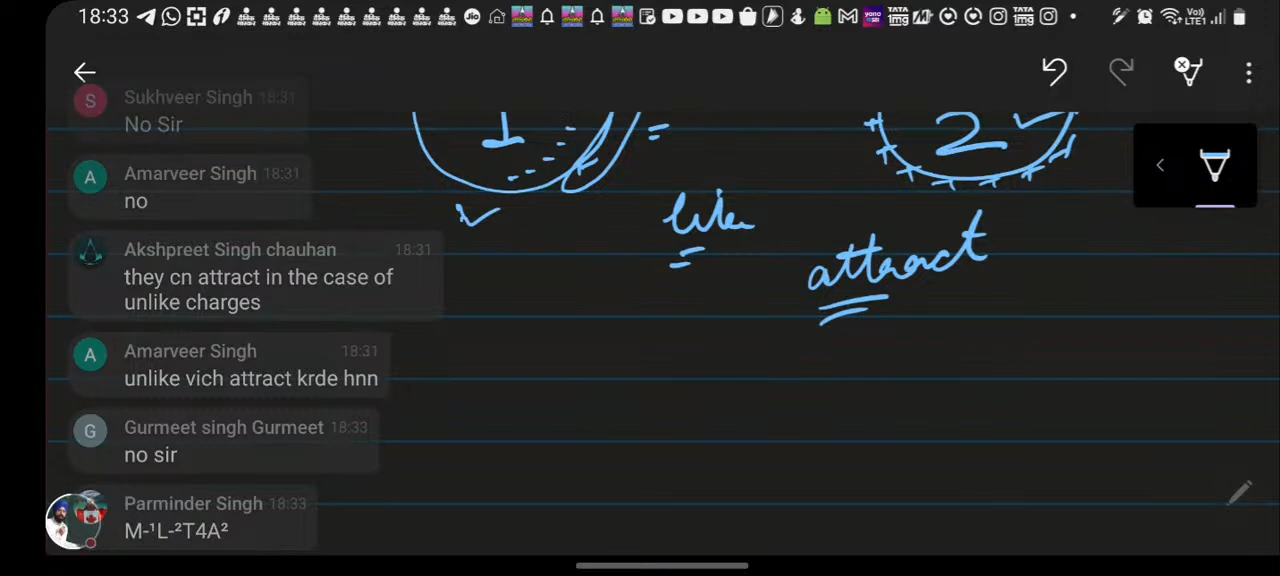 18:33
Sukhveer Singh 18:31
No Sir
1
2
Amarveer Singh 18:31
no
like
Akshpreet Singh chauhan 18:31
they cn attract in the case of
unlike charges
attract
Amarveer Singh 18:31
unlike vich attract krde hnn
Gurmeet singh Gurmeet 18:33
no sir
Parminder Singh 18:33
M-¹L-²T4A²